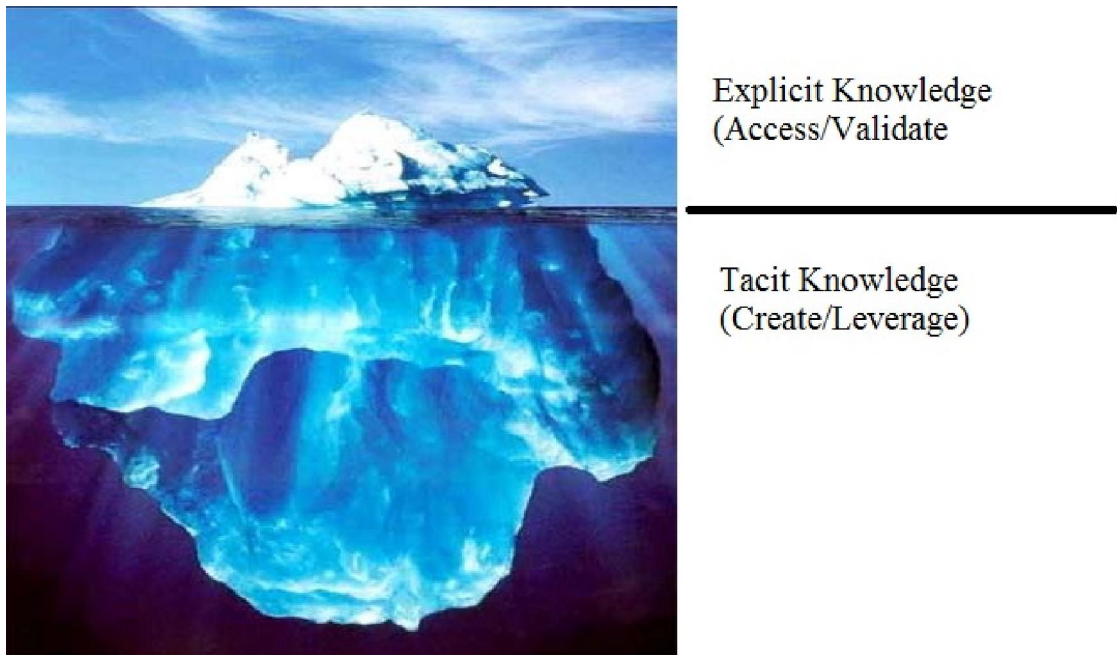 Explicit Knowledge
(Access/Validate
Tacit Knowledge
(Create/Leverage)